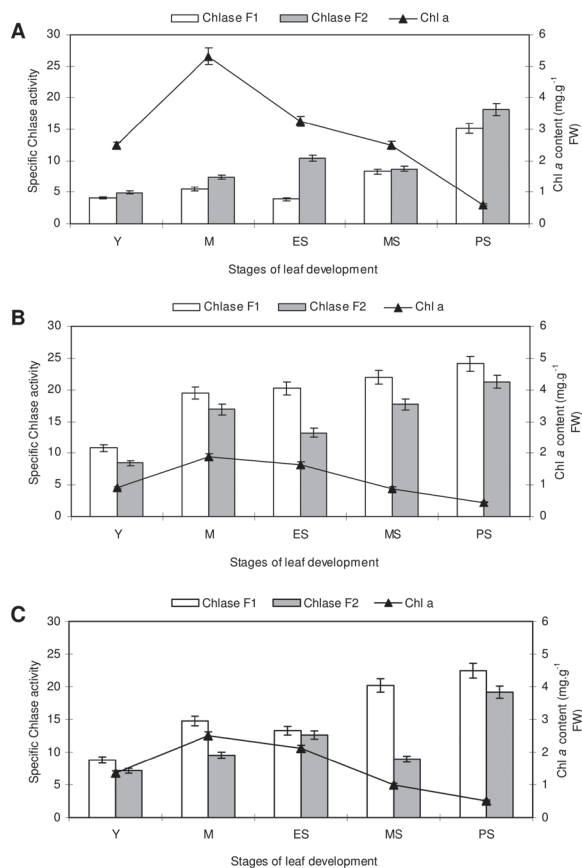 A
Chlase F1 Chlase F2 Chl a
Specific Chlase activity
30
25
20
15
10
5
0
Chl a content (mg.g-1 FW)
6
5
4
3
2
1
0
Y M ES MS PS
Stages of leaf development
B
Chlase F1 Chlase F2 Chl a
Specific Chlase activity
30
25
20
15
10
5
0
Chl a content (mg.g-1 FW)
6
5
4
3
2
1
0
Y M ES MS PS
Stages of leaf development
C
Chlase F1 Chlase F2 Chl a
Specific Chlase activity
30
25
20
15
10
5
0
Chl a content (mg.g-1 FW)
6
5
4
3
2
1
0
Y M ES MS PS
Stages of leaf development